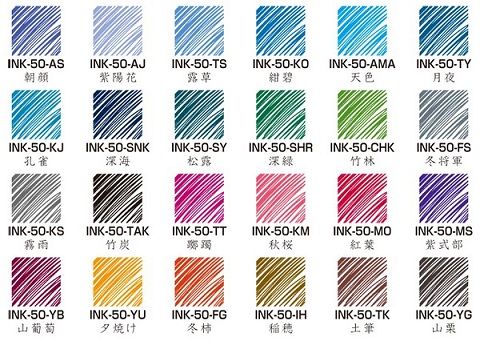 INK-50-AS INK-50-AJ INK-50-TS INK-50-KO INK-50-AMA INK-50-TY
朝顔 紫陽花 露草 紺碧 天色 月夜
INK-50-KJ INK-50-SNK INK-50-SY INK-50-SHR INK-50-CHK INK-50-FS
孔雀 深海 松露 深緑 竹林 冬将軍
INK-50-KS INK-50-TAK INK-50-TT INK-50-KM INK-50-MO INK-50-MS
霧雨 竹炭 躑躅 秋桜 紅葉 紫式部
INK-50-YB INK-50-YU INK-50-FG INK-50-IH INK-50-TK INK-50-YG
山葡萄 夕焼け 冬柿 稲穂 土筆 山栗